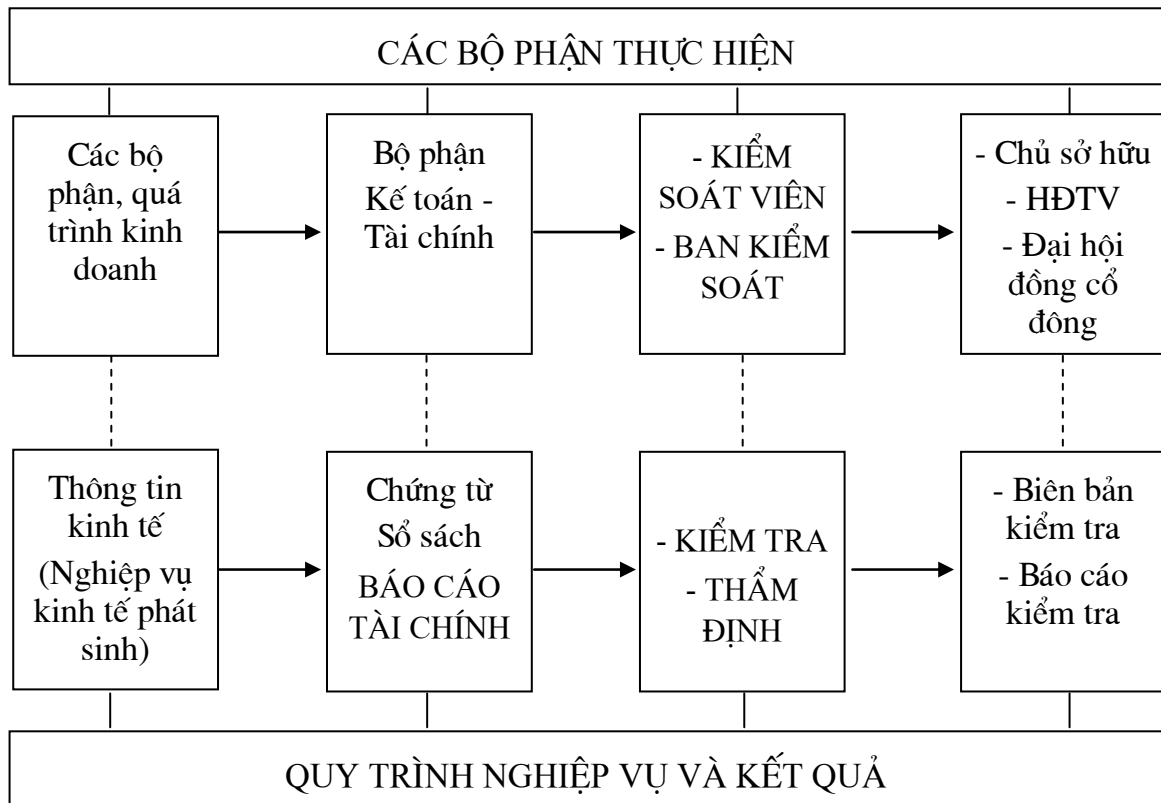 CÁC BỘ PHẬN THỰC HIỆN
Các bộ
phận, quá
trình kinh
doanh
Bộ phận
Kế toán -
Tài chính
- KIỂM
SOÁT VIÊN
- BAN KIỂM
SOÁT
- Chủ sở hữu
- HĐTV
- Đại hội
đồng cổ
đông
Thông tin
kinh tế
(Nghiệp vụ
kinh tế phát
sinh)
Chứng từ
Sổ sách
BÁO CÁO
TÀI CHÍNH
- KIỂM TRA
- THẨM
ĐỊNH
- Biên bản
kiểm tra
- Báo cáo
kiểm tra
QUY TRÌNH NGHIỆP VỤ VÀ KẾT QUẢ